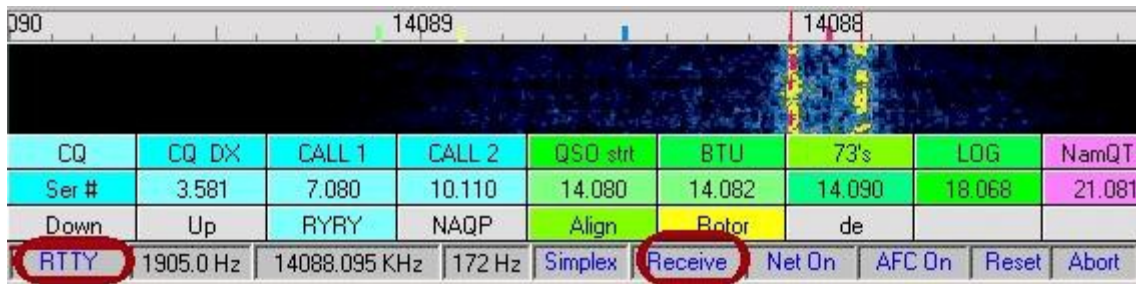 090 14089 14088
CQ CQ DX CALL 1 CALL 2 QSO strt BTU 73's LOG NamQT
Ser # 3.581 7.080 10.110 14.080 14.082 14.090 18.068 21.081
Down Up RYRY NAQP Align Rotor de
RTTY 1905.0 Hz 14088.095 KHz 172 Hz Simplex Receive Net On AFC On Reset Abort